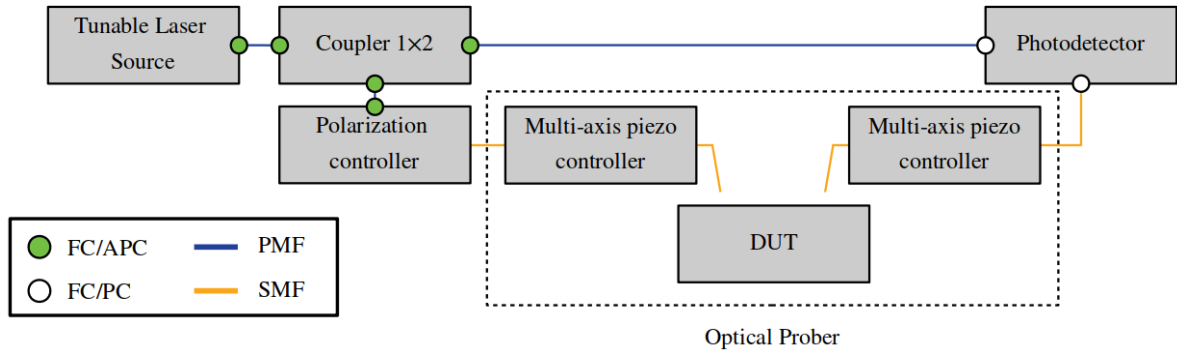 Tunable Laser
Source
Coupler 1×2
Photodetector
Polarization
controller
Multi-axis piezo
controller
Multi-axis piezo
controller
DUT
FC/APC
PMF
FC/PC
SMF
Optical Prober